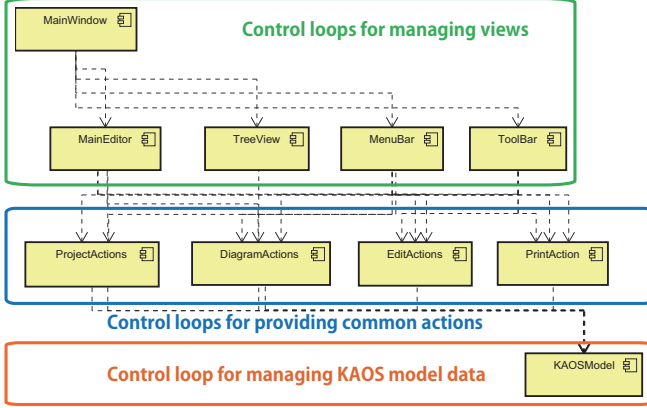 MainWindow
Control loops for managing views
MainEditor
TreeView
MenuBar
ToolBar
ProjectActions
DiagramActions
EditActions
PrintAction
Control loops for providing common actions
KAOSModel
Control loop for managing KAOS model data